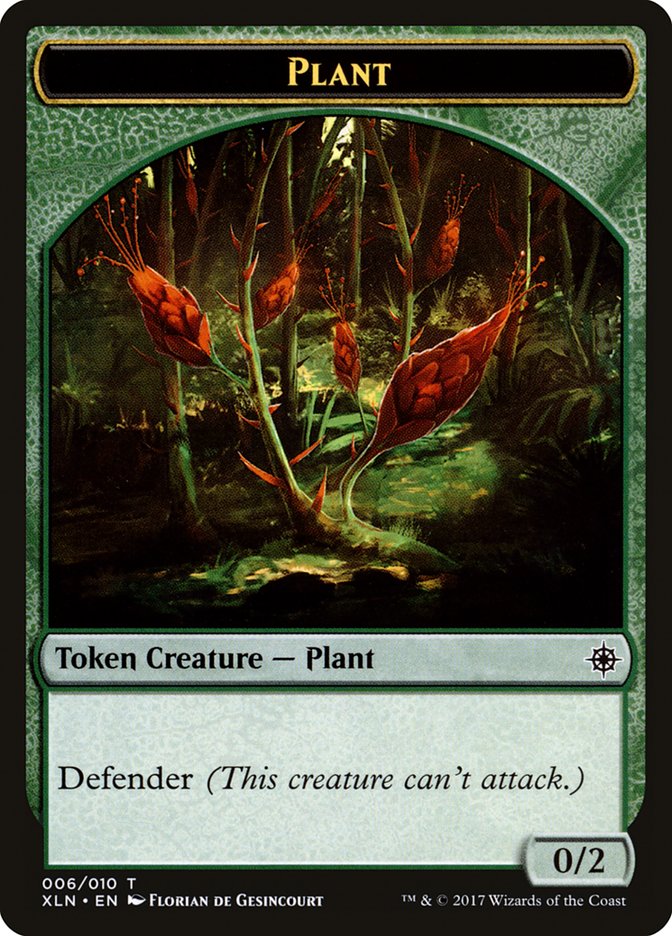 Plant
Token Creature — Plant
Defender (This creature can't attack.)
0/2
006/010 T
XLN • EN Florian de Gesincourt
™ & © 2017 Wizards of the Coast